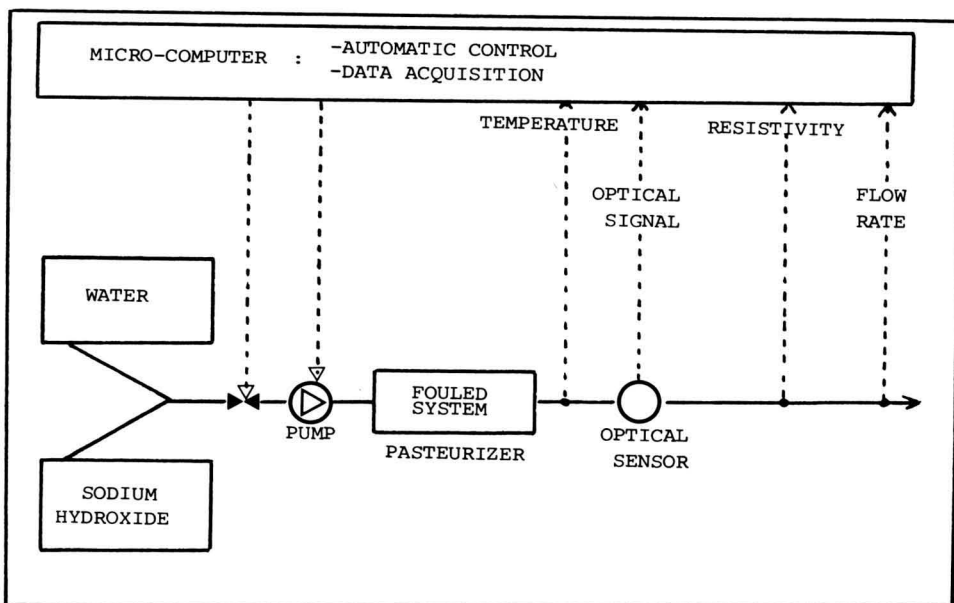 MICRO-COMPUTER : -AUTOMATIC CONTROL
-DATA ACQUISITION
TEMPERATURE
RESISTIVITY
OPTICAL
SIGNAL
FLOW
RATE
WATER
FOULED
SYSTEM
PUMP
PASTEURIZER
OPTICAL
SENSOR
SODIUM
HYDROXIDE